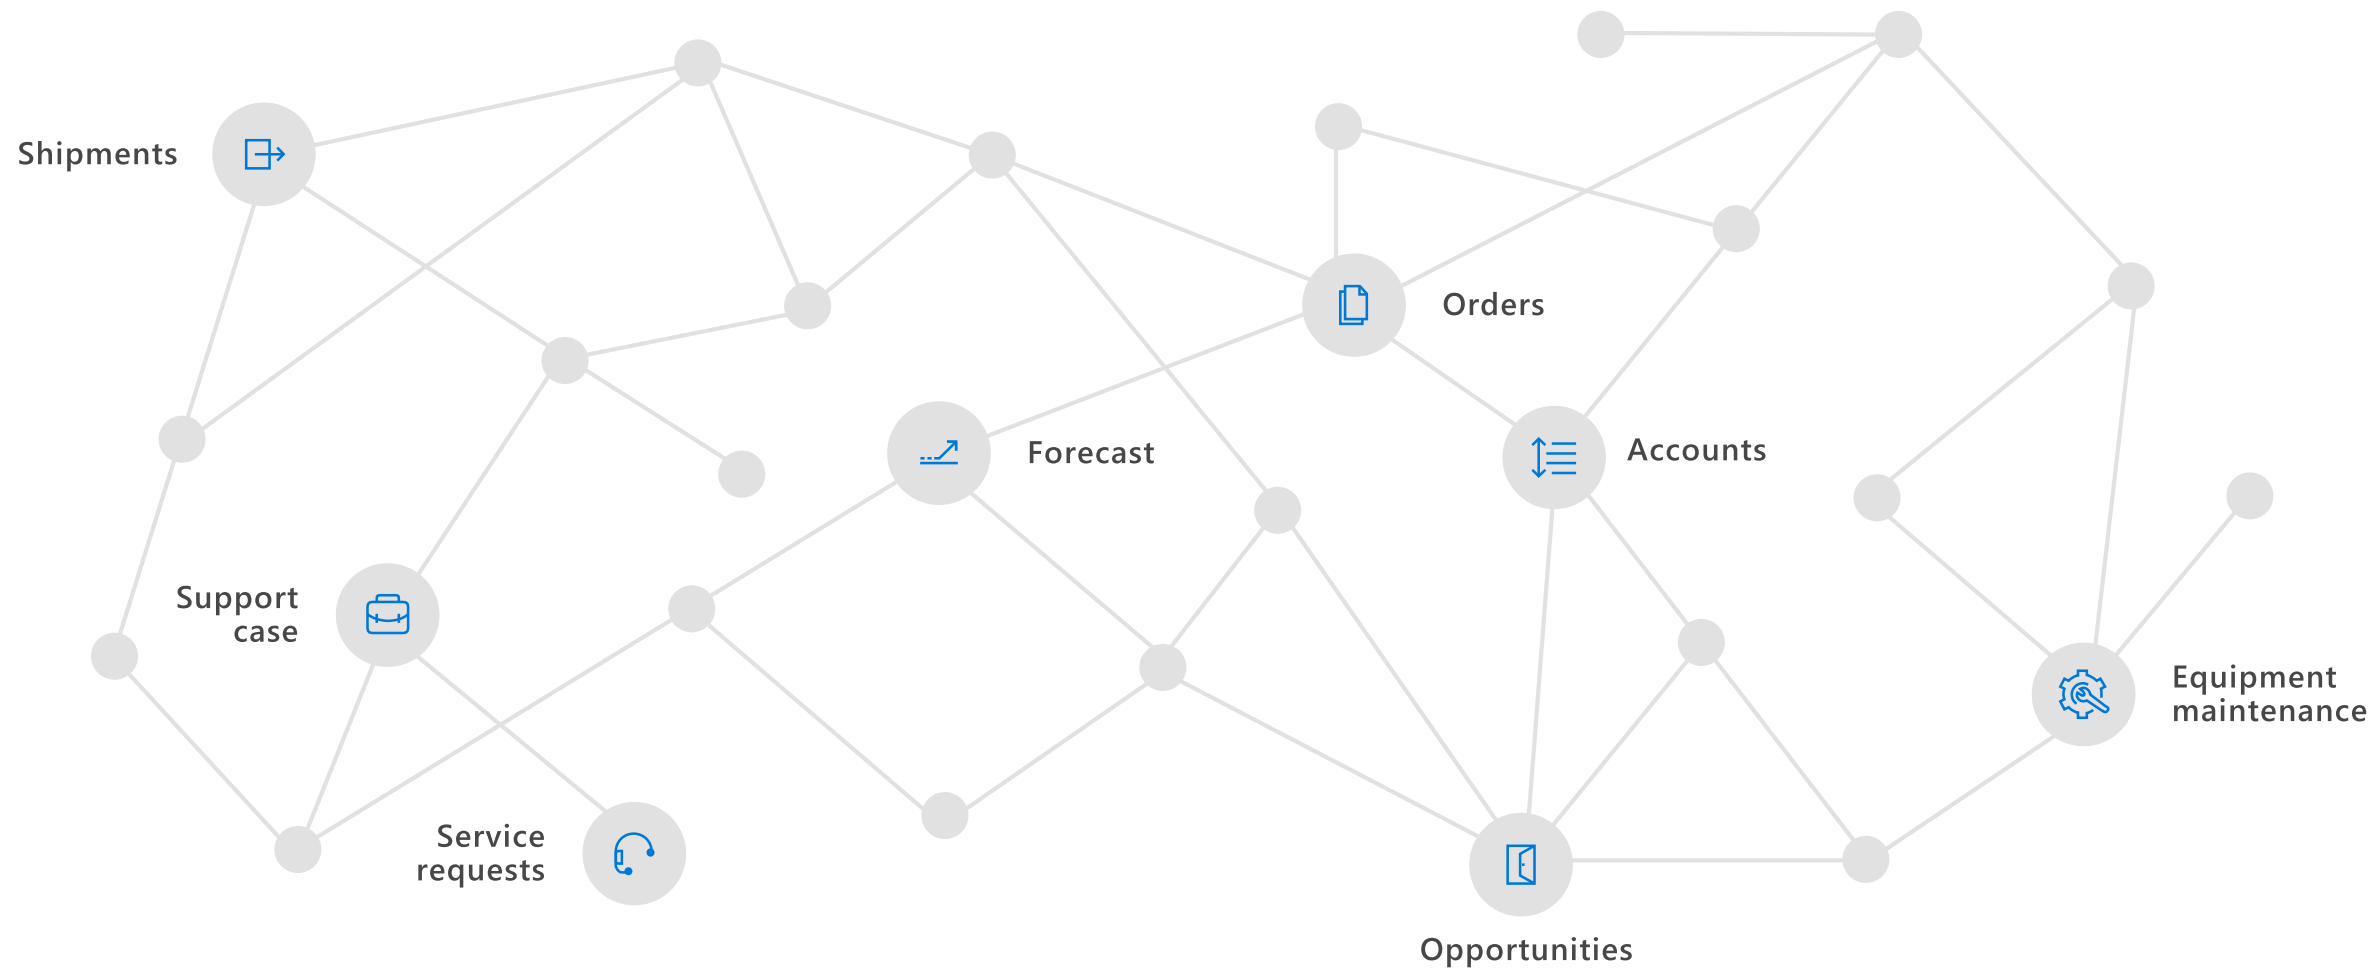 Shipments
Orders
Forecast
Accounts
Support
case
Equipment
maintenance
Service
requests
Opportunities